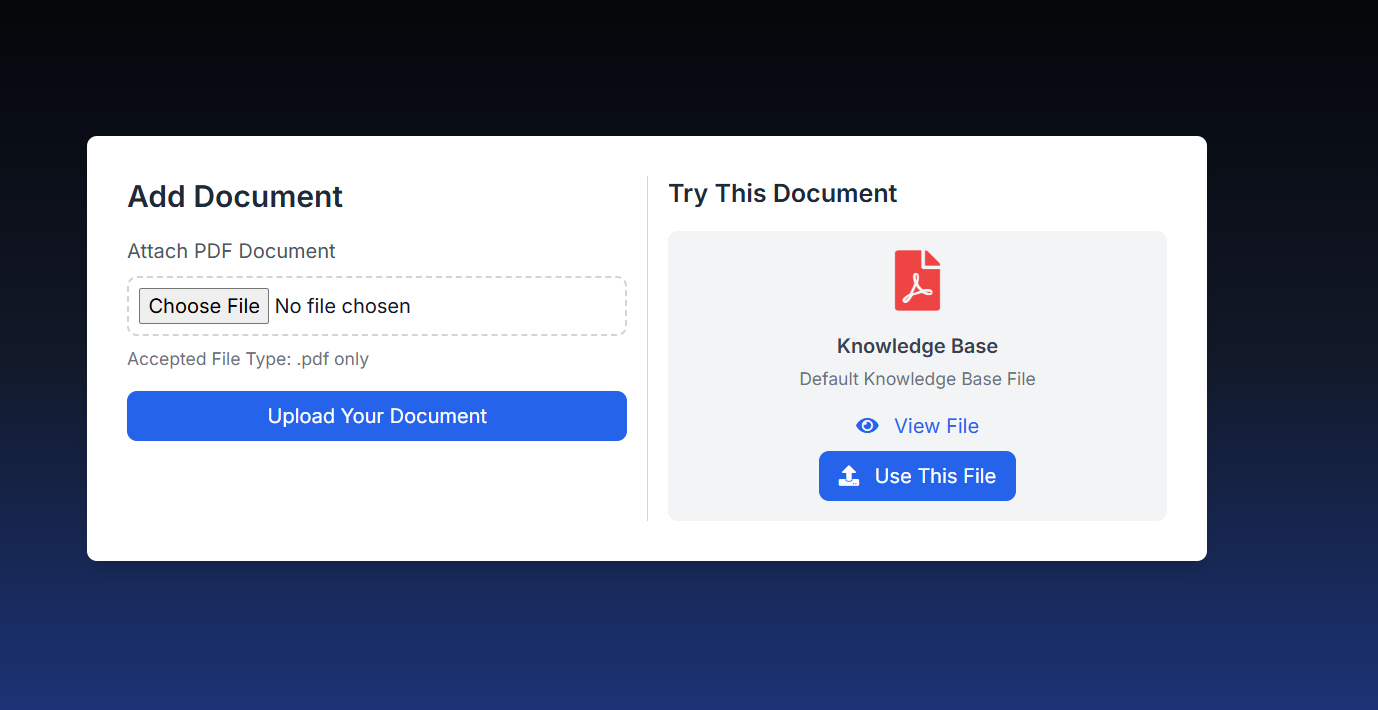 Add Document
Attach PDF Document
Choose File No file chosen
Accepted File Type: .pdf only
Upload Your Document
Try This Document
Knowledge Base
Default Knowledge Base File
View File
Use This File